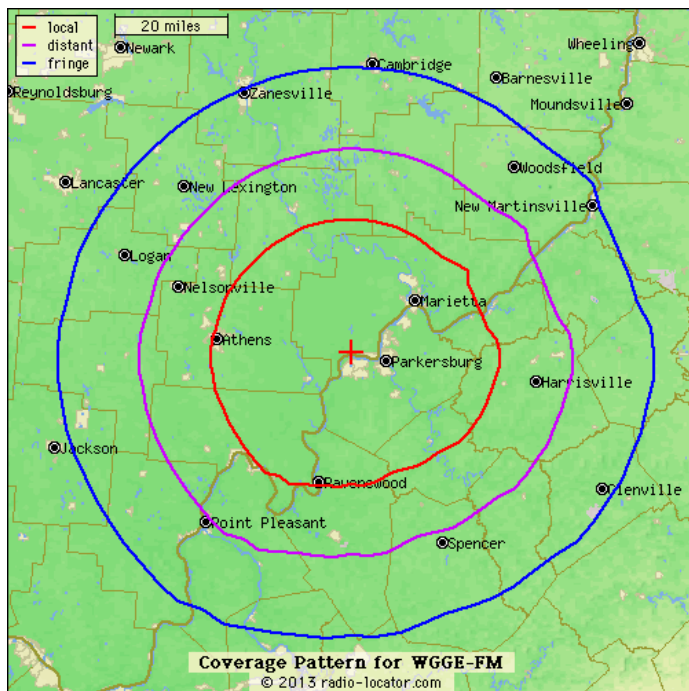 local
distant
fringe
20 miles
Newark
Wheeling
Cambridge
Barnesville
Reynoldsburg
Zanesville
Moundsville
Woodsfield
Lancaster
New Lexington
New Martinsville
Logan
Nelsonville
Marietta
Athens
Parkersburg
Harrisville
Jackson
Ravenswood
Glenville
Point Pleasant
Spencer
Coverage Pattern for WGGE-FM
© 2013 radio-locator.com